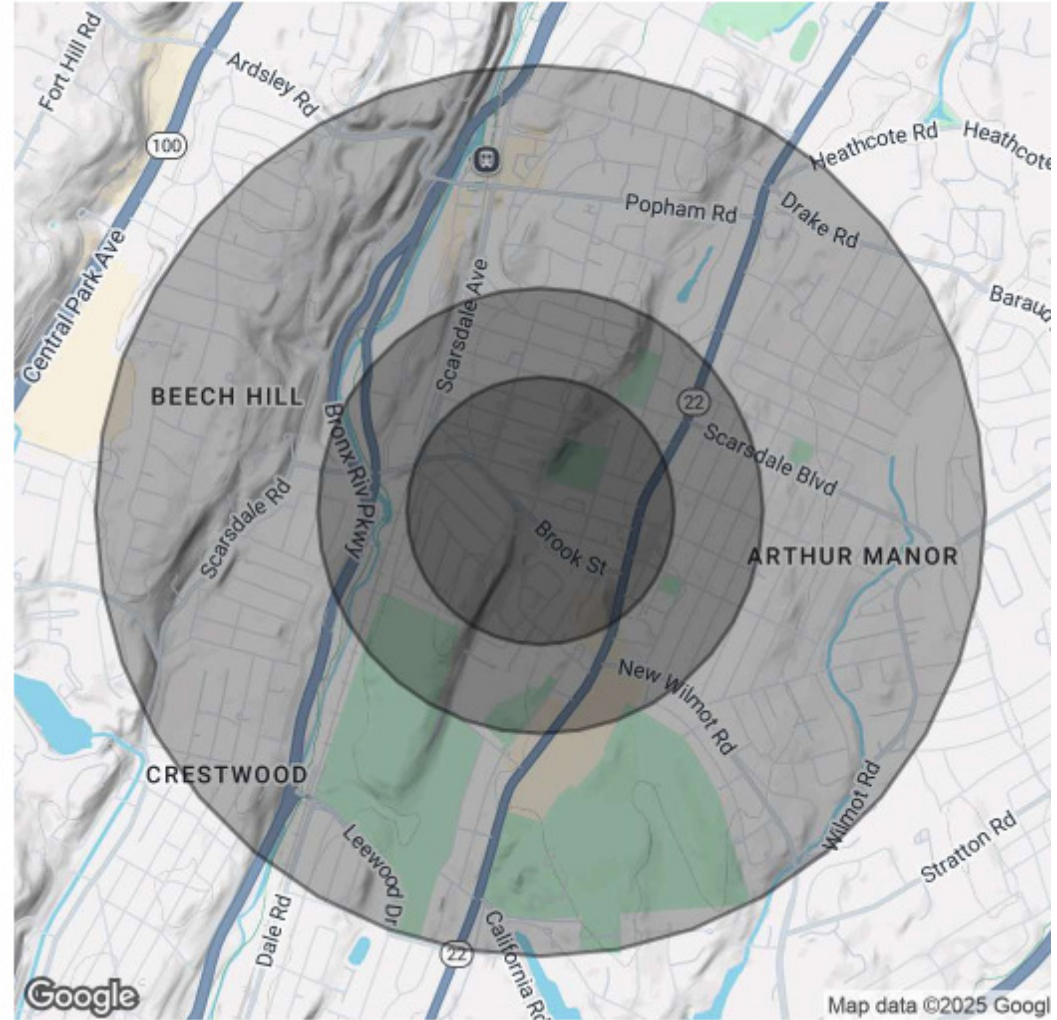 Fort Hill Rd
Ardsley Rd
100
Heathcote Rd
Heathcote
Popham Rd
Drake Rd
Central Park Ave
Scarsdale Ave
Baraud
BEECH HILL
22
Bronx Riv Pkwy
Scarsdale Blvd
Scarsdale Rd
Brook St
ARTHUR MANOR
New Wilmot Rd
CRESTWOOD
Wilmot Rd
Leewood Dr
Stratton Rd
Dale Rd
22
California Rd
Google
Map data ©2025 Googl